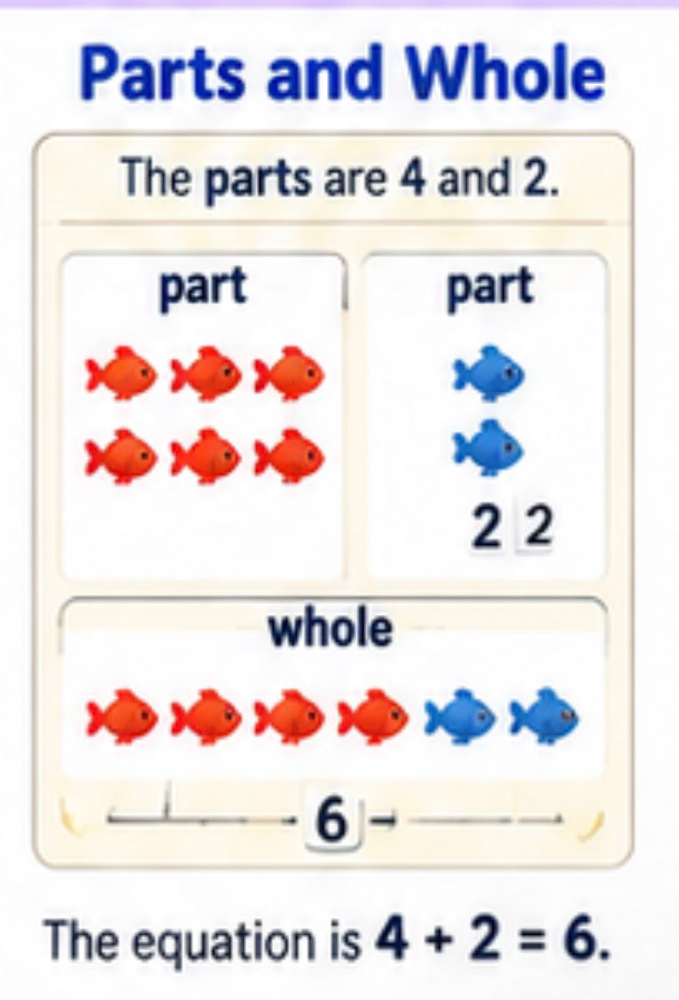 Parts and Whole
The parts are 4 and 2.
part
part
2 2
whole
6
The equation is 4 + 2 = 6.